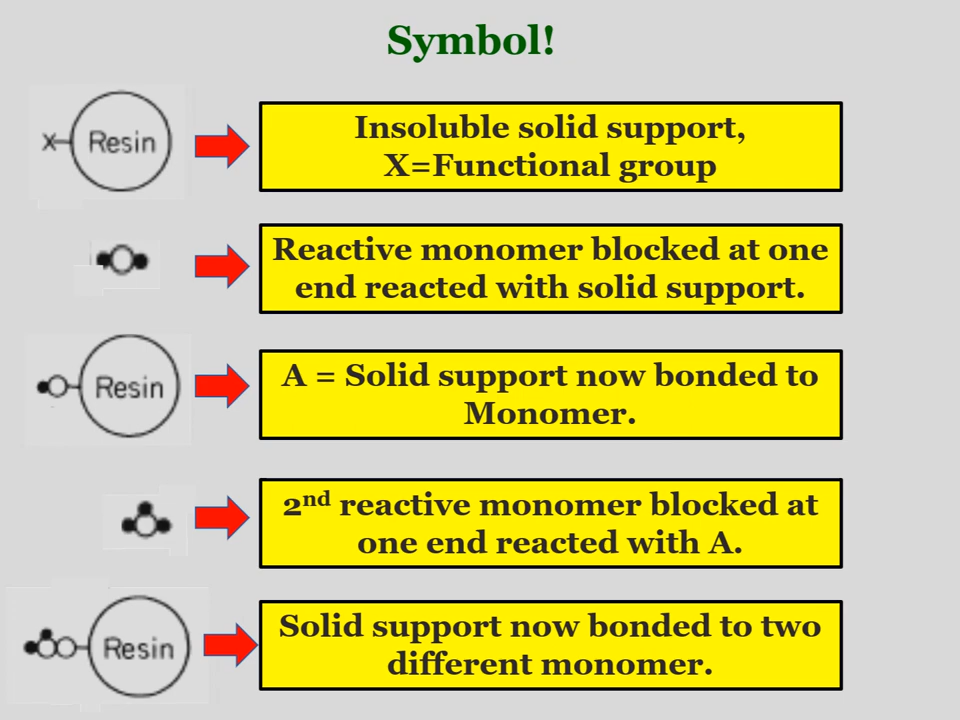 Symbol!
X
Resin
Insoluble solid support,
X=Functional group
Reactive monomer blocked at one
end reacted with solid support.
Resin
A = Solid support now bonded to
Monomer.
2nd reactive monomer blocked at
one end reacted with A.
Resin
Solid support now bonded to two
different monomer.